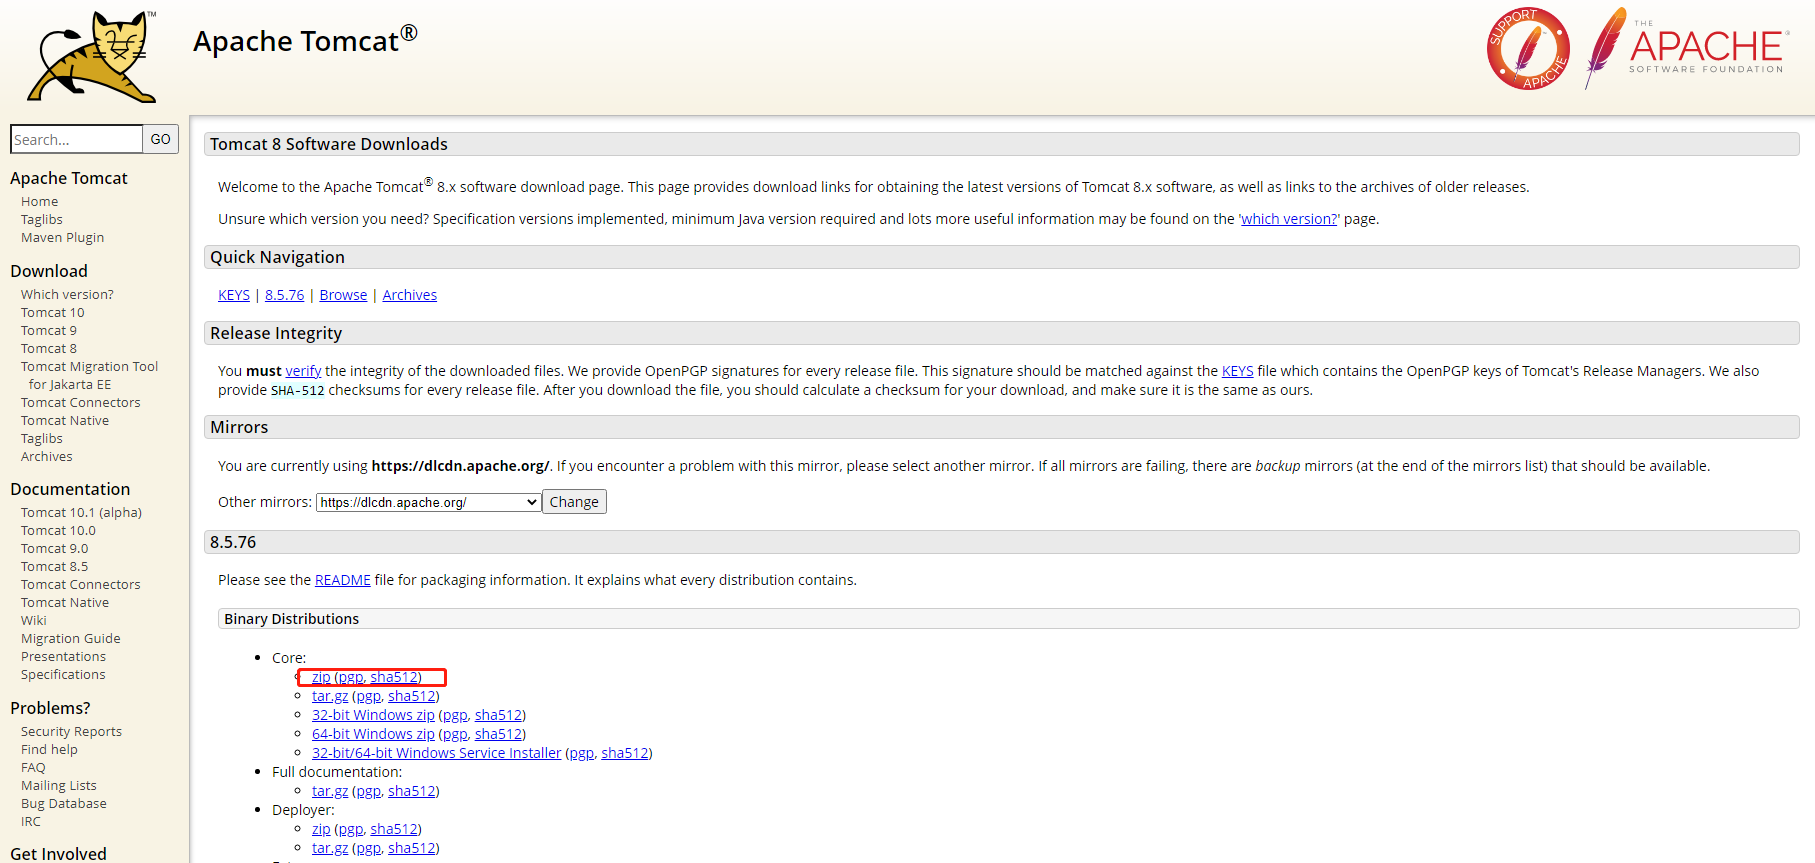 TM
Apache Tomcat®
SUPPORT
APACHE
THE
APACHE®
SOFTWARE FOUNDATION
Search...
GO
Apache Tomcat
Home
Taglibs
Maven Plugin
Download
Which version?
Tomcat 10
Tomcat 9
Tomcat 8
Tomcat Migration Tool
for Jakarta EE
Tomcat Connectors
Tomcat Native
Taglibs
Archives
Documentation
Tomcat 10.1 (alpha)
Tomcat 10.0
Tomcat 9.0
Tomcat 8.5
Tomcat Connectors
Tomcat Native
Wiki
Migration Guide
Presentations
Specifications
Problems?
Security Reports
Find help
FAQ
Mailing Lists
Bug Database
IRC
Get Involved
Tomcat 8 Software Downloads
Welcome to the Apache Tomcat® 8.x software download page. This page provides download links for obtaining the latest versions of Tomcat 8.x software, as well as links to the archives of older releases.
Unsure which version you need? Specification versions implemented, minimum Java version required and lots more useful information may be found on the 'which version?' page.
Quick Navigation
KEYS | 8.5.76 | Browse | Archives
Release Integrity
You must verify the integrity of the downloaded files. We provide OpenPGP signatures for every release file. This signature should be matched against the KEYS file which contains the OpenPGP keys of Tomcat's Release Managers. We also
provide SHA-512 checksums for every release file. After you download the file, you should calculate a checksum for your download, and make sure it is the same as ours.
Mirrors
You are currently using https://dlcdn.apache.org/. If you encounter a problem with this mirror, please select another mirror. If all mirrors are failing, there are backup mirrors (at the end of the mirrors list) that should be available.
Other mirrors: https://dlcdn.apache.org/ Change
8.5.76
Please see the README file for packaging information. It explains what every distribution contains.
Binary Distributions
Core:
zip (pgp, sha512)
tar.gz (pgp, sha512)
32-bit Windows zip (pgp, sha512)
64-bit Windows zip (pgp, sha512)
32-bit/64-bit Windows Service Installer (pgp, sha512)
Full documentation:
tar.gz (pgp, sha512)
Deployer:
zip (pgp, sha512)
tar.gz (pgp, sha512)